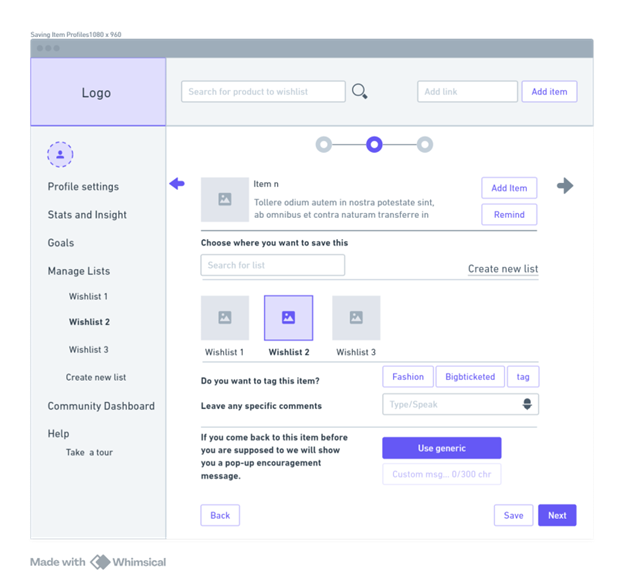 Saving Item Profiles1080 x 960
Logo
Search for product to wishlist
Add link
Add item
Profile settings
Stats and Insight
Goals
Manage Lists
Wishlist 1
Wishlist 2
Wishlist 3
Create new list
Community Dashboard
Help
Take a tour
Item n
Tollere odium autem in nostra potestate sint,
ab omnibus et contra naturam transferre in
Add Item
Remind
Choose where you want to save this
Search for list
Create new list
Wishlist 1
Wishlist 2
Wishlist 3
Do you want to tag this item?
Fashion
Bigbticketed
tag
Leave any specific comments
Type/Speak
If you come back to this item before
you are supposed to we will show
you a pop-up encouragement
message.
Use generic
Custom msg... 0/300 chr
Back
Save
Next
Made with Whimsical